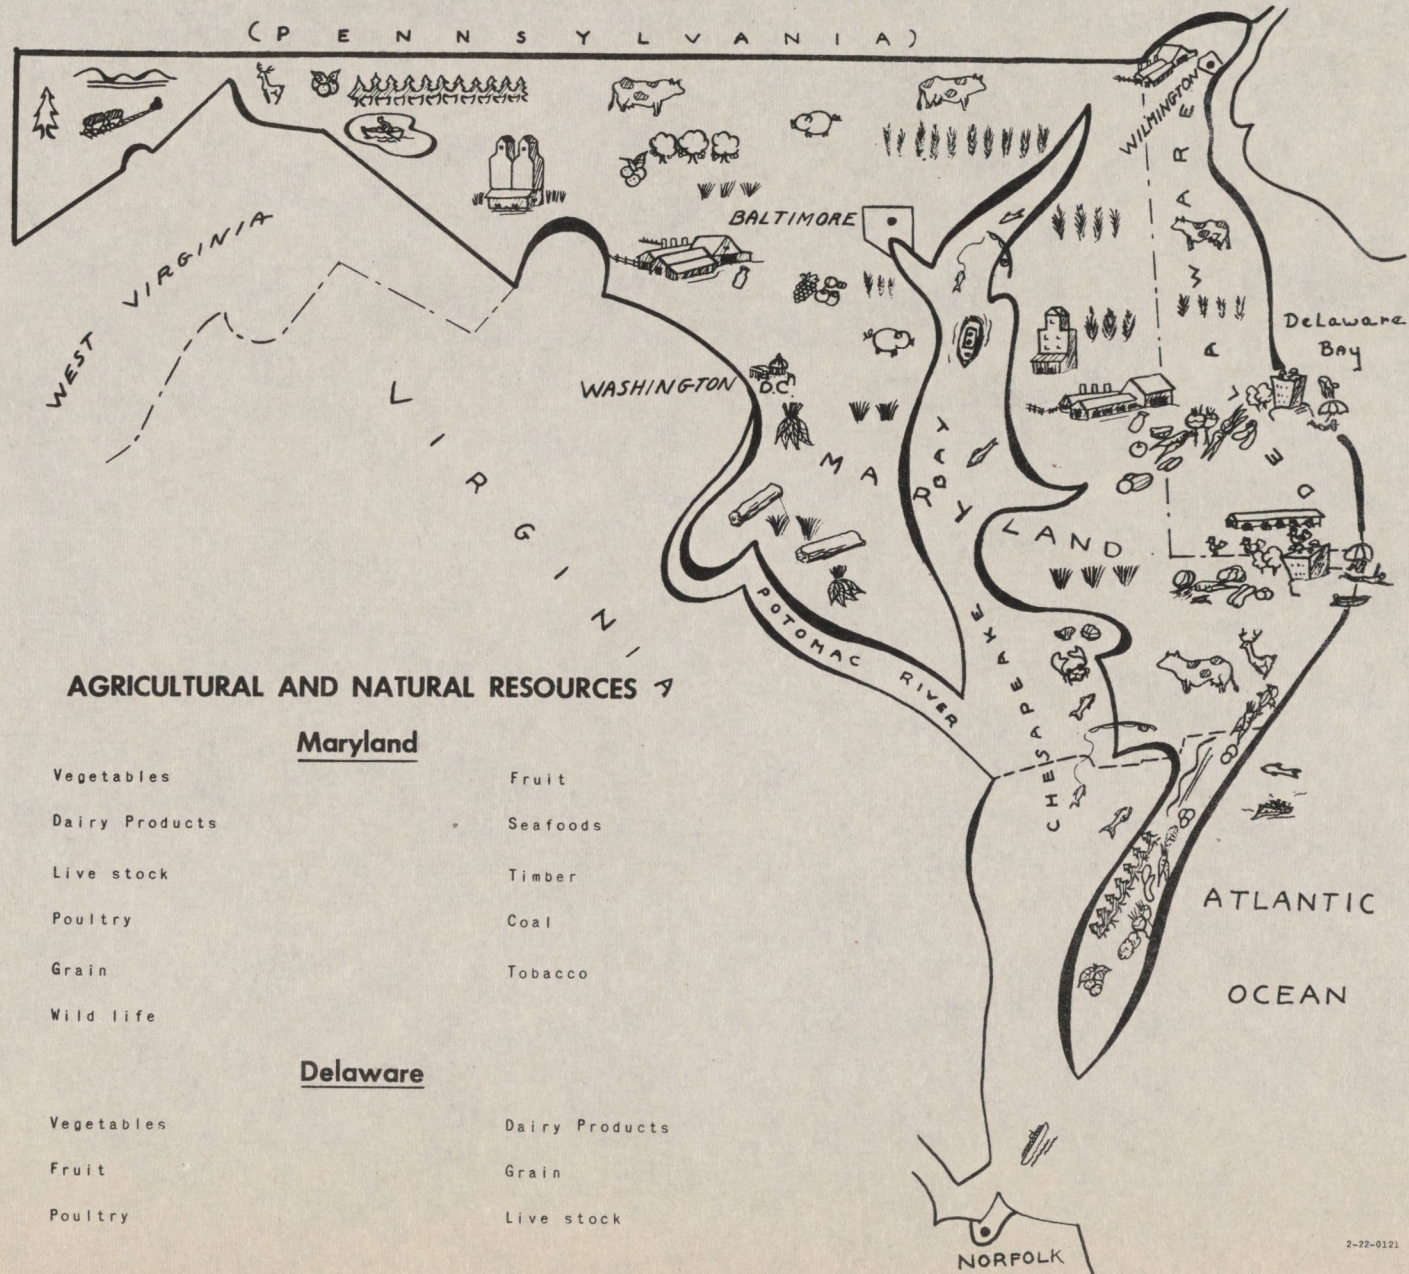 (PENNSYLVANIA)
WILMINGTON
DELAWARE
BALTIMORE
WEST VIRGINIA
VIRGINIA
Delaware
Bay
WASHINGTON
D.C.
MARYLAND
CHESAPEAKE BAY
POTOMAC RIVER
ATLANTIC
OCEAN
NORFOLK
AGRICULTURAL AND NATURAL RESOURCES
Maryland
Vegetables Fruit
Dairy Products Seafoods
Live stock Timber
Poultry Coal
Grain Tobacco
Wild life
Delaware
Vegetables Dairy Products
Fruit Grain
Poultry Live stock
2-22-0121